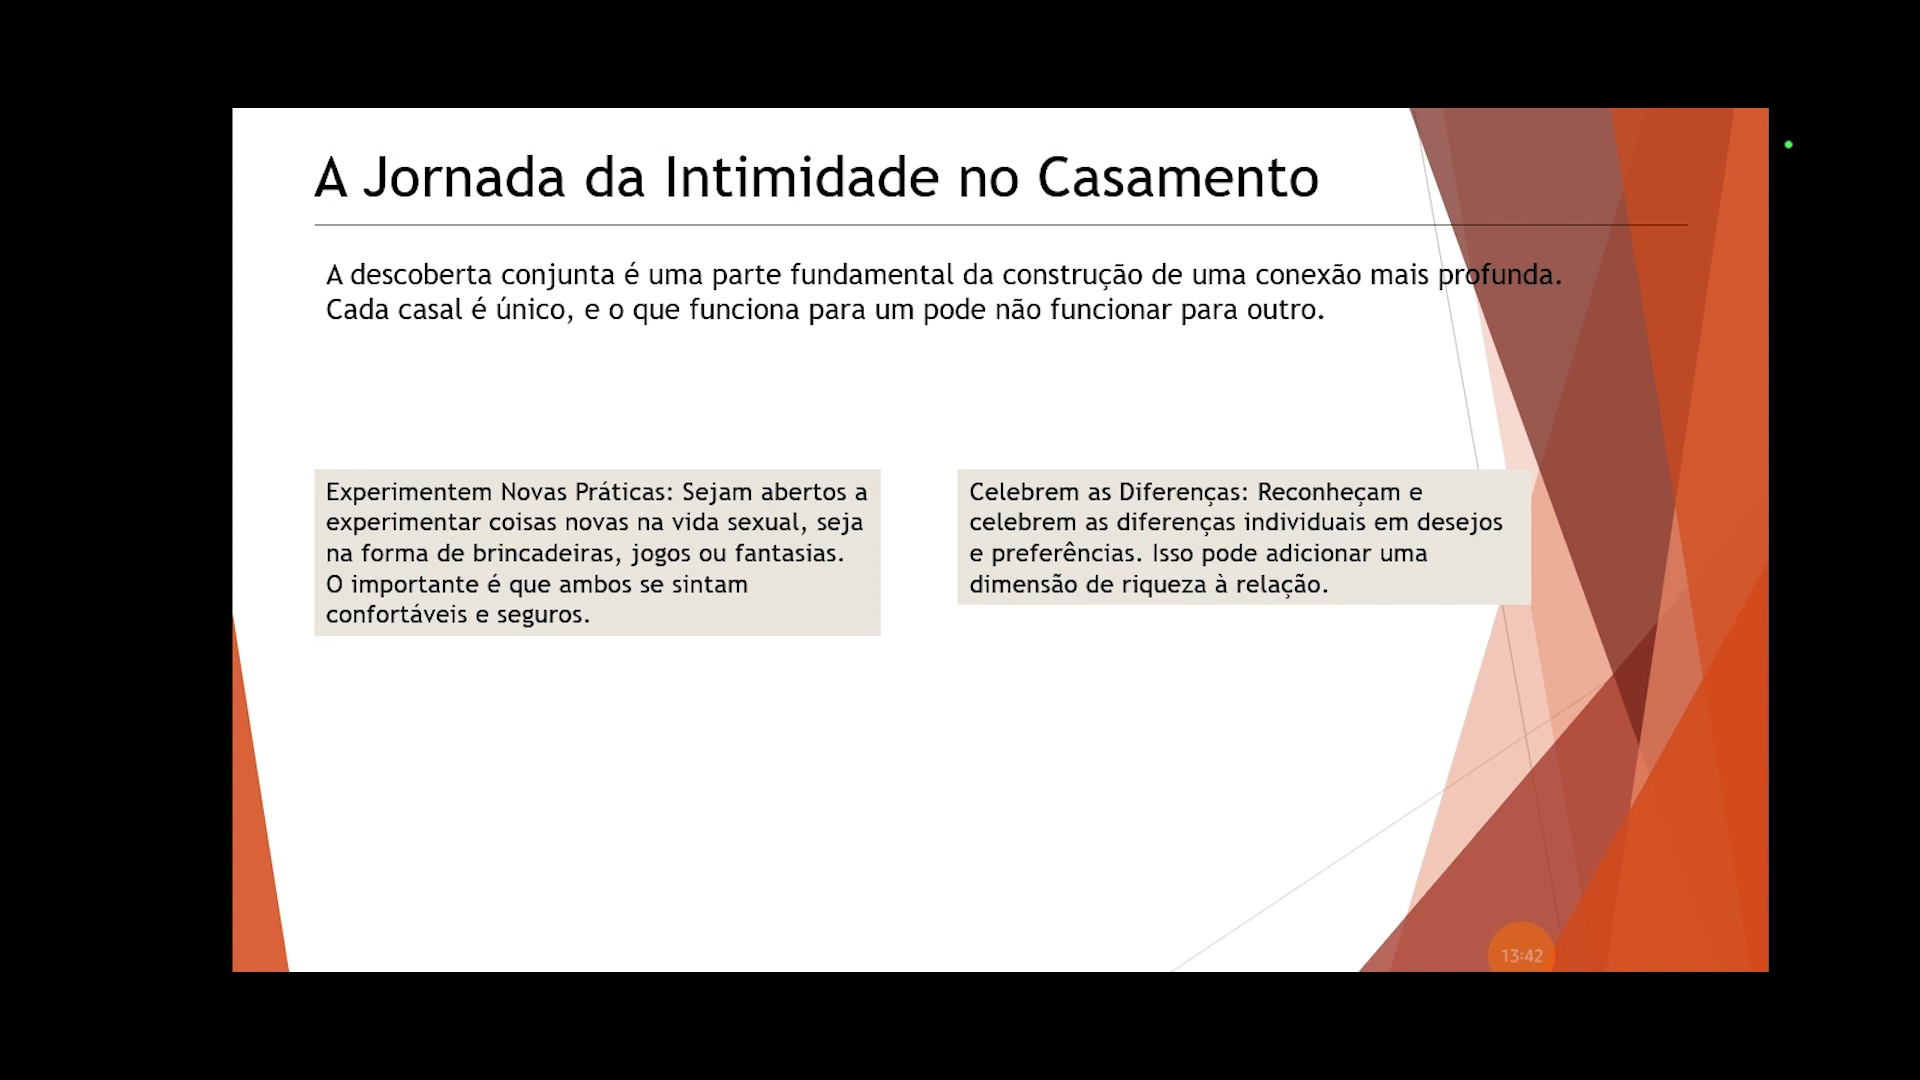 A Jornada da Intimidade no Casamento
A descoberta conjunta é uma parte fundamental da construção de uma conexão mais profunda.
Cada casal é único, e o que funciona para um pode não funcionar para outro.
Experimentem Novas Práticas: Sejam abertos a
experimentar coisas novas na vida sexual, seja
na forma de brincadeiras, jogos ou fantasias.
O importante é que ambos se sintam
confortáveis e seguros.
Celebrem as Diferenças: Reconheçam e
celebrem as diferenças individuais em desejos
e preferências. Isso pode adicionar uma
dimensão de riqueza à relação.
13:42